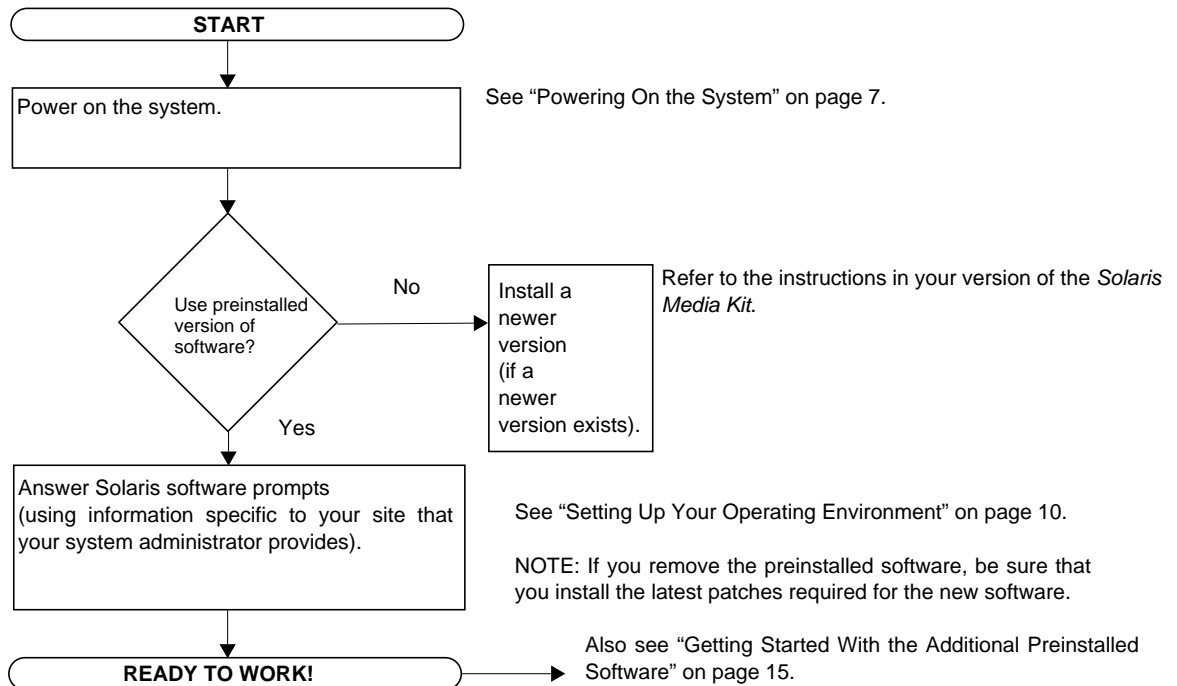 START
Power on the system.
See “Powering On the System” on page 7.
Use preinstalled
version of
software?
No
Install a
newer
version
(if a
newer
version exists).
Refer to the instructions in your version of the Solaris
Media Kit.
Yes
Answer Solaris software prompts
(using information specific to your site that
your system administrator provides).
See “Setting Up Your Operating Environment” on page 10.
NOTE: If you remove the preinstalled software, be sure that
you install the latest patches required for the new software.
READY TO WORK!
Also see “Getting Started With the Additional Preinstalled
Software” on page 15.